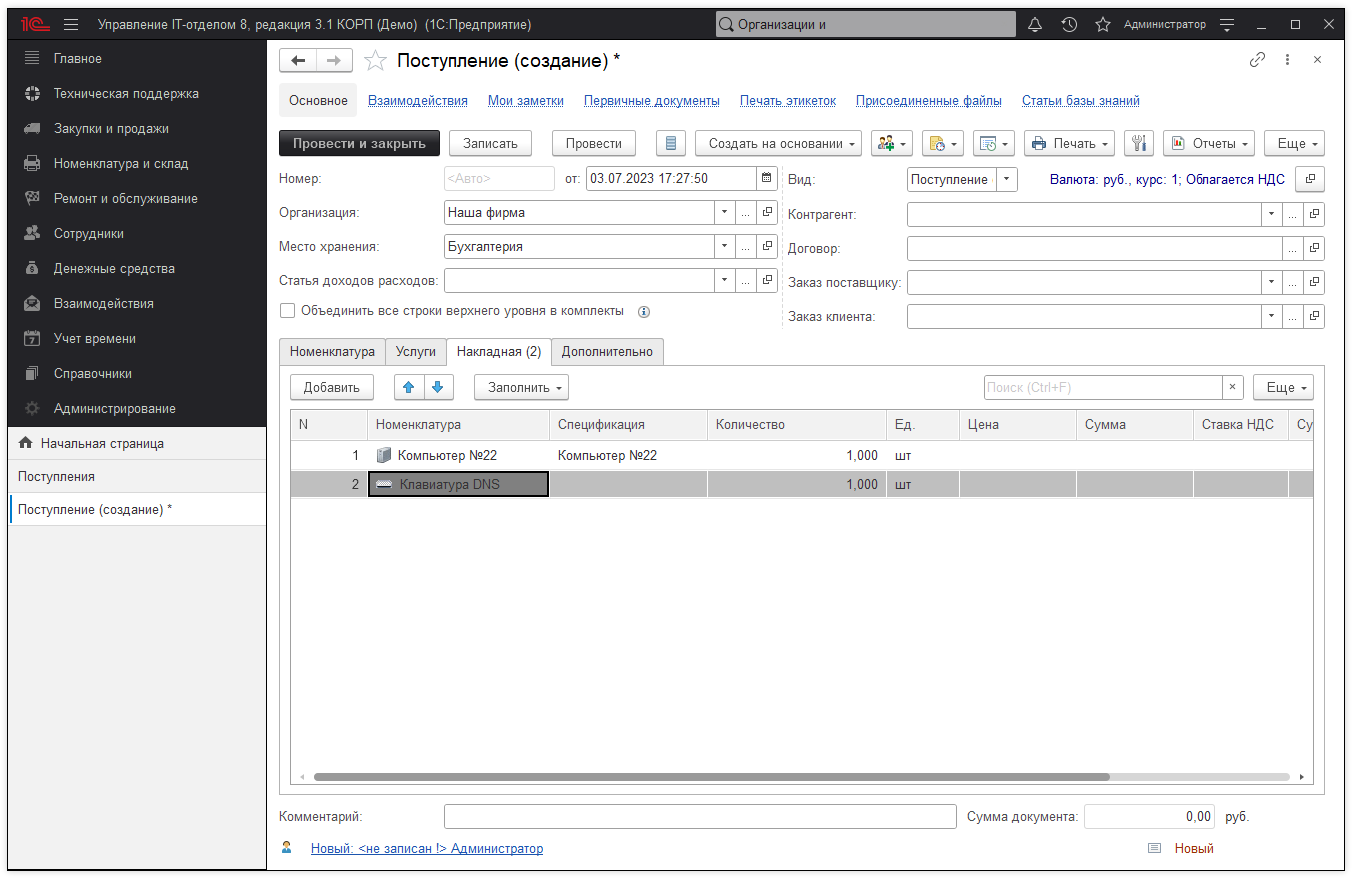 1С Управление IT-отделом 8, редакция 3.1 КОРП (Демо) (1С:Предприятие) Организации и Администратор
Главное
Техническая поддержка
Закупки и продажи
Номенклатура и склад
Ремонт и обслуживание
Сотрудники
Денежные средства
Взаимодействия
7 Учет времени
Справочники
Администрирование
Начальная страница
Поступления
Поступление (создание) *
Поступление (создание) *
Основное Взаимодействия Мои заметки Первичные документы Печать этикеток Присоединенные файлы Статьи базы знаний
Провести и закрыть Записать Провести Создать на основании Печать Отчеты Еще
Номер: <Авто> от: 03.07.2023 17:27:50 Вид: Поступление Валюта: руб., курс: 1; Облагается НДС
Организация: Наша фирма ... Контрагент: ...
Место хранения: Бухгалтерия ... Договор: ...
Статья доходов расходов: ... Заказ поставщику: ...
Объединить все строки верхнего уровня в комплекты i Заказ клиента: ...
Номенклатура Услуги Накладная (2) Дополнительно
Добавить Заполнить Поиск (Ctrl+F) × Еще
N Номенклатура Спецификация Количество Ед. Цена Сумма Ставка НДС Су
1 Компьютер №22 Компьютер №22 1,000 шт
2 Клавиатура DNS 1,000 шт
Комментарий: Сумма документа: 0,00 руб.
Новый: <не записан !> Администратор Новый